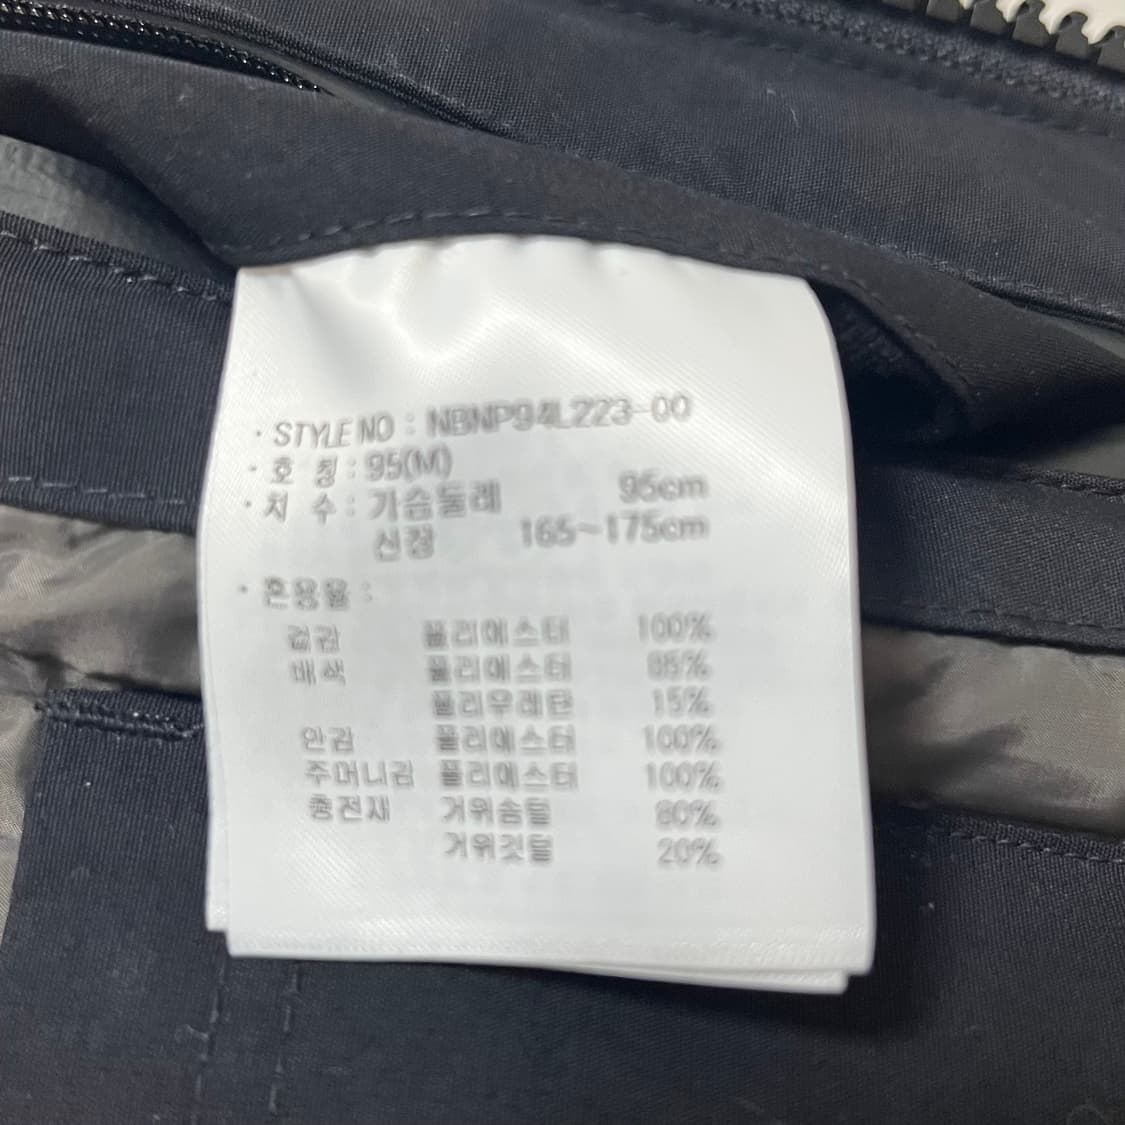 · STYLE NO : NBNP94L223-00
· 호 칭 : 95(M)
· 치 수 : 가슴둘레 95cm
신장 165~175cm
· 혼용율 :
겉감 폴리에스터 100%
배색 폴리에스터 85%
폴리우레탄 15%
안감 폴리에스터 100%
주머니감 폴리에스터 100%
충전재 거위솜털 80%
거위깃털 20%